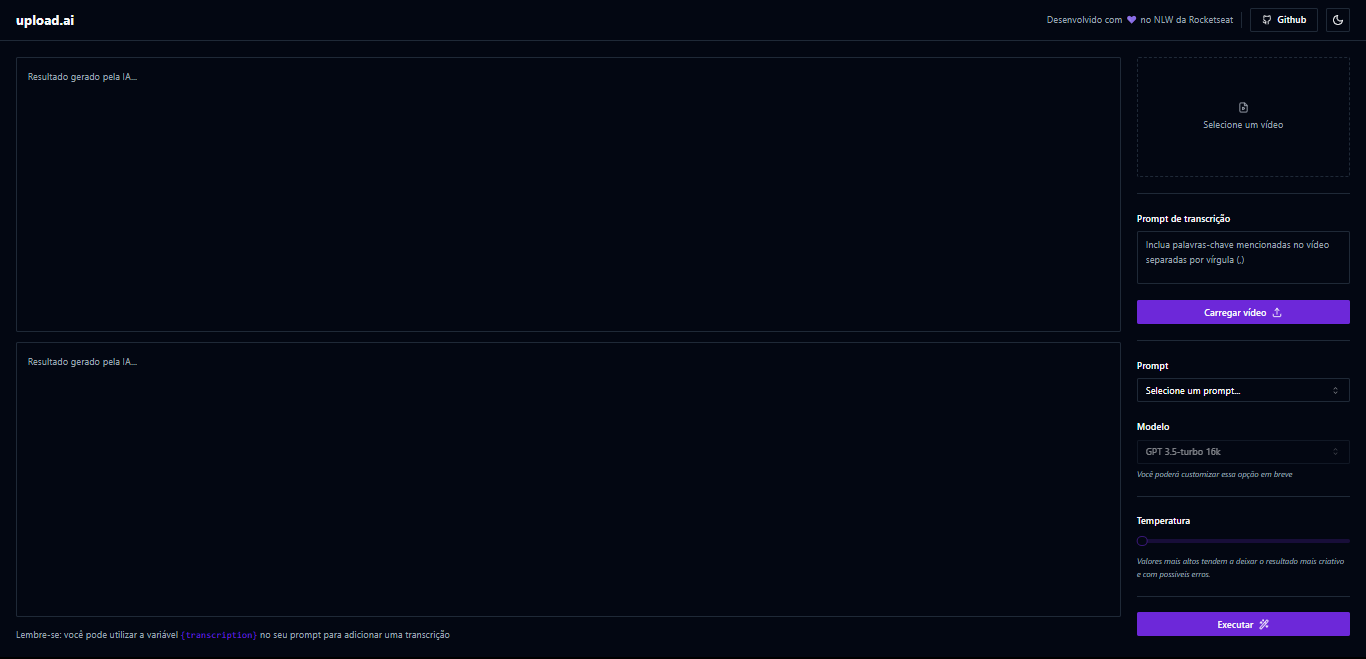 upload.ai
Desenvolvido com 💜 no NLW da Rocketseat
Github
Resultado gerado pela IA...
Resultado gerado pela IA...
Lembre-se: você pode utilizar a variável {transcription} no seu prompt para adicionar uma transcrição
Selecione um vídeo
Prompt de transcrição
Inclua palavras-chave mencionadas no vídeo
separadas por vírgula (,)
Carregar vídeo
Prompt
Selecione um prompt...
Modelo
GPT 3.5-turbo 16k
Você poderá customizar essa opção em breve
Temperatura
Valores mais altos tendem a deixar o resultado mais criativo
e com possíveis erros.
Executar